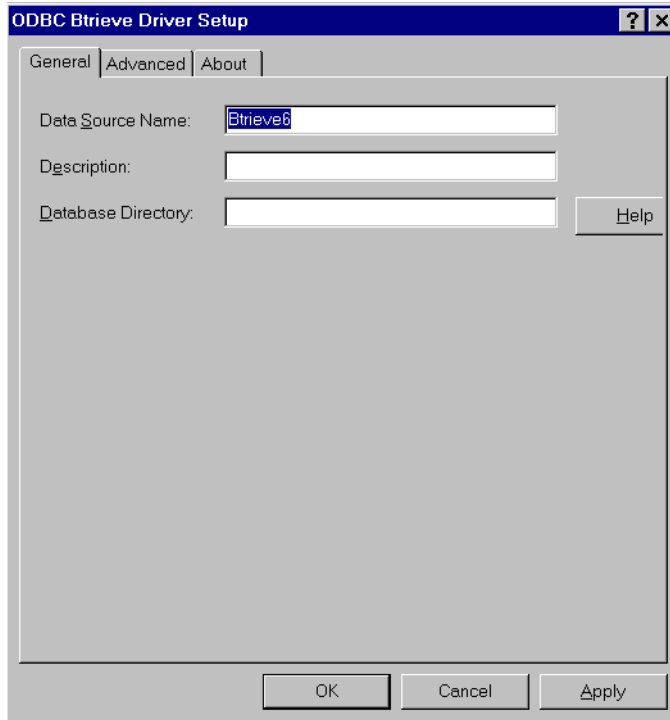 ODBC Btrieve Driver Setup
General Advanced About
Data Source Name: Btrieve6
Description:
Database Directory:
Help
OK Cancel Apply